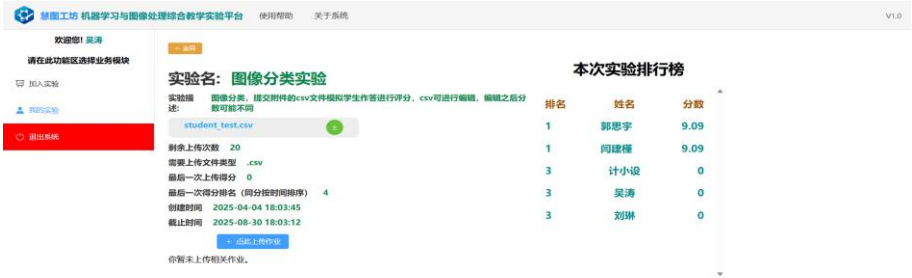 慧图工坊 机器学习与图像处理综合教学实验平台 使用帮助 关于系统 V1.0
欢迎您! 吴涛
请在此功能区选择业务模块
加入实验
我的实验
退出系统
← 返回
实验名: 图像分类实验
实验描述: 图像分类, 提交附件的csv文件模拟学生作答进行评分, csv可进行编辑, 编辑之后分数可能不同
student_test.csv
剩余上传次数 20
需要上传文件类型 .csv
最后一次上传得分 0
最后一次得分排名 (同分按时间排序) 4
创建时间 2025-04-04 18:03:45
截止时间 2025-08-30 18:03:12
+ 点此上传作业
你暂未上传相关作业。
本次实验排行榜
排名 姓名 分数
1 郭思宇 9.09
1 闫建槿 9.09
3 计小设 0
3 吴涛 0
3 刘琳 0